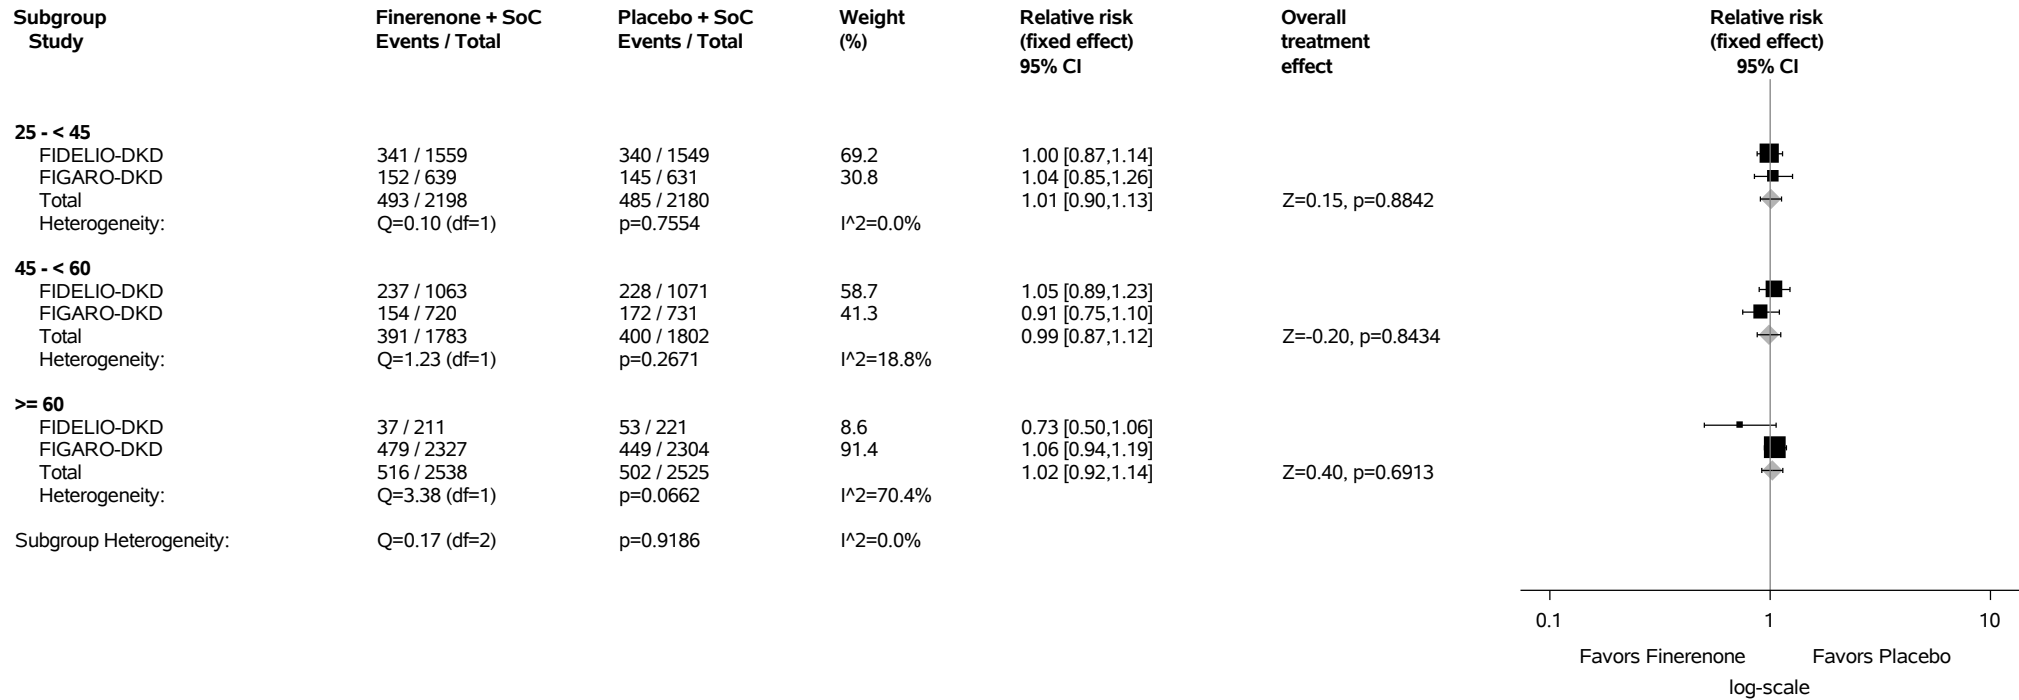 Subgroup Finerenone + SoC Placebo + SoC Weight Relative risk Overall Relative risk
Study Events / Total Events / Total (%) (fixed effect) treatment (fixed effect)
95% CI effect 95% CI
25 - < 45
FIDELIO-DKD 341 / 1559 340 / 1549 69.2 1.00 [0.87,1.14]
FIGARO-DKD 152 / 639 145 / 631 30.8 1.04 [0.85,1.26]
Total 493 / 2198 485 / 2180 1.01 [0.90,1.13] Z=0.15, p=0.8842
Heterogeneity: Q=0.10 (df=1) p=0.7554 I^2=0.0%
45 - < 60
FIDELIO-DKD 237 / 1063 228 / 1071 58.7 1.05 [0.89,1.23]
FIGARO-DKD 154 / 720 172 / 731 41.3 0.91 [0.75,1.10]
Total 391 / 1783 400 / 1802 0.99 [0.87,1.12] Z=-0.20, p=0.8434
Heterogeneity: Q=1.23 (df=1) p=0.2671 I^2=18.8%
>= 60
FIDELIO-DKD 37 / 211 53 / 221 8.6 0.73 [0.50,1.06]
FIGARO-DKD 479 / 2327 449 / 2304 91.4 1.06 [0.94,1.19]
Total 516 / 2538 502 / 2525 1.02 [0.92,1.14] Z=0.40, p=0.6913
Heterogeneity: Q=3.38 (df=1) p=0.0662 I^2=70.4%
Subgroup Heterogeneity: Q=0.17 (df=2) p=0.9186 I^2=0.0%
0.1 1 10
Favors Finerenone Favors Placebo
log-scale